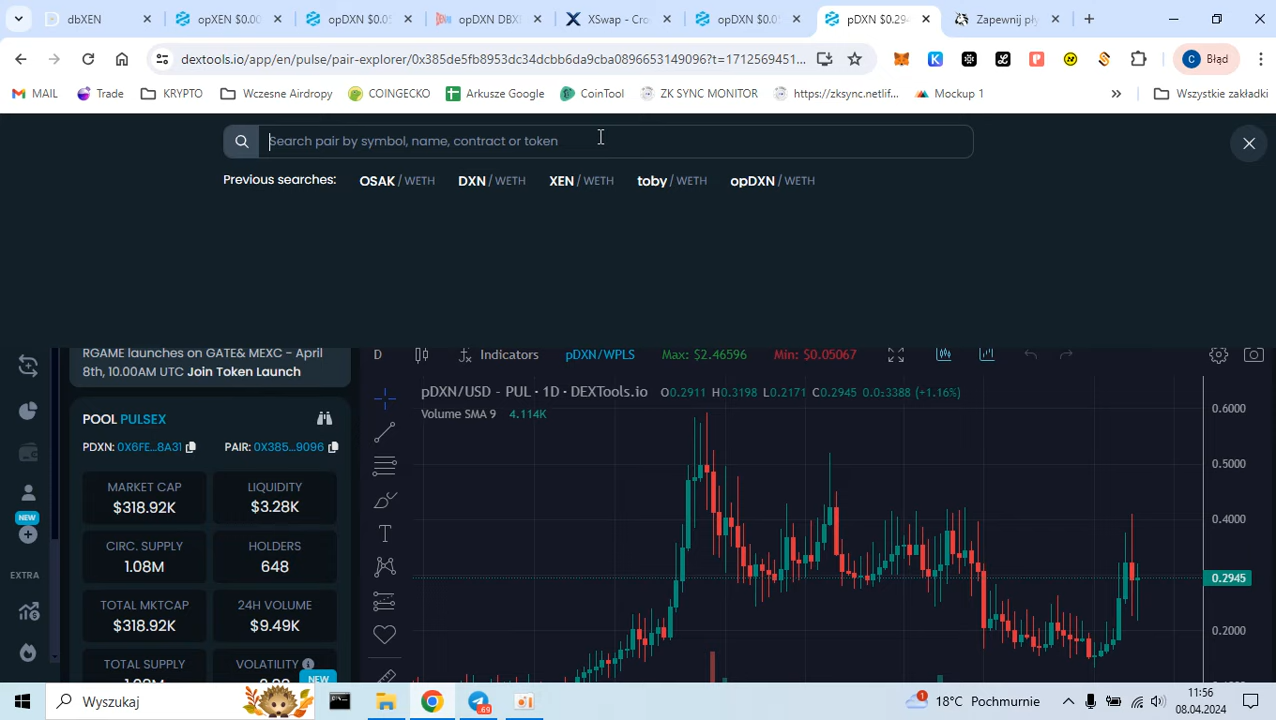 dbXEN
opXEN $0.00
opDXN $0.0
opDXN DBXI
XSwap - Cro
opDXN $0.0
pDXN $0.29
Zapewnij pły
dextools.io/app/en/pulse/pair-explorer/0x385de5fb8953dc34dcbb6da9cba0896653149096?t=1712569451...
Błąd
MAIL
Trade
KRYPTO
Wczesne Airdropy
COINGECKO
Arkusze Google
CoinTool
ZK SYNC MONITOR
https://zksync.netlif...
Mockup 1
Wszystkie zakładki
Search pair by symbol, name, contract or token
Previous searches: OSAK / WETH DXN / WETH XEN / WETH toby / WETH opDXN / WETH
RGAME launches on GATE& MEXC - April
8th, 10.00AM UTC Join Token Launch
D
Indicators
pDXN/WPLS
Max: $2.46596
Min: $0.05067
POOL PULSEX
PDXN: 0X6FE...8A31
PAIR: 0X385...9096
MARKET CAP
$318.92K
LIQUIDITY
$3.28K
CIRC. SUPPLY
1.08M
HOLDERS
648
TOTAL MKTCAP
$318.92K
24H VOLUME
$9.49K
TOTAL SUPPLY
VOLATILITY
NEW
NEW
EXTRA
pDXN/USD - PUL · 1D · DEXTools.io O0.2911 H0.3198 L0.2171 C0.2945 0.0₂3388 (+1.16%)
Volume SMA 9 4.114K
T
0.6000
0.5000
0.4000
0.2945
0.2000
Wyszukaj
69
1
18°C Pochmurnie
11:56
08.04.2024